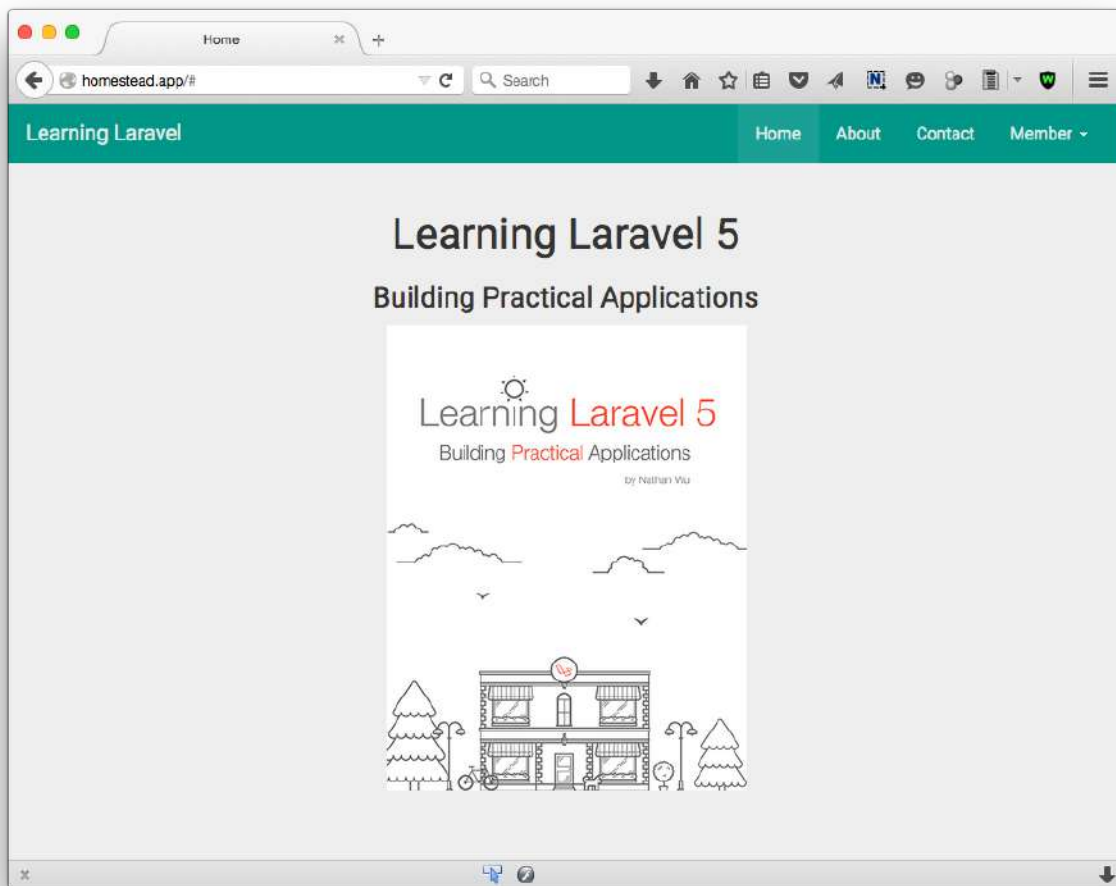 Home
homestead.app/#
Search
Learning Laravel
Home
About
Contact
Member
Learning Laravel 5
Building Practical Applications
Learning Laravel 5
Building Practical Applications
by Nathan Wu